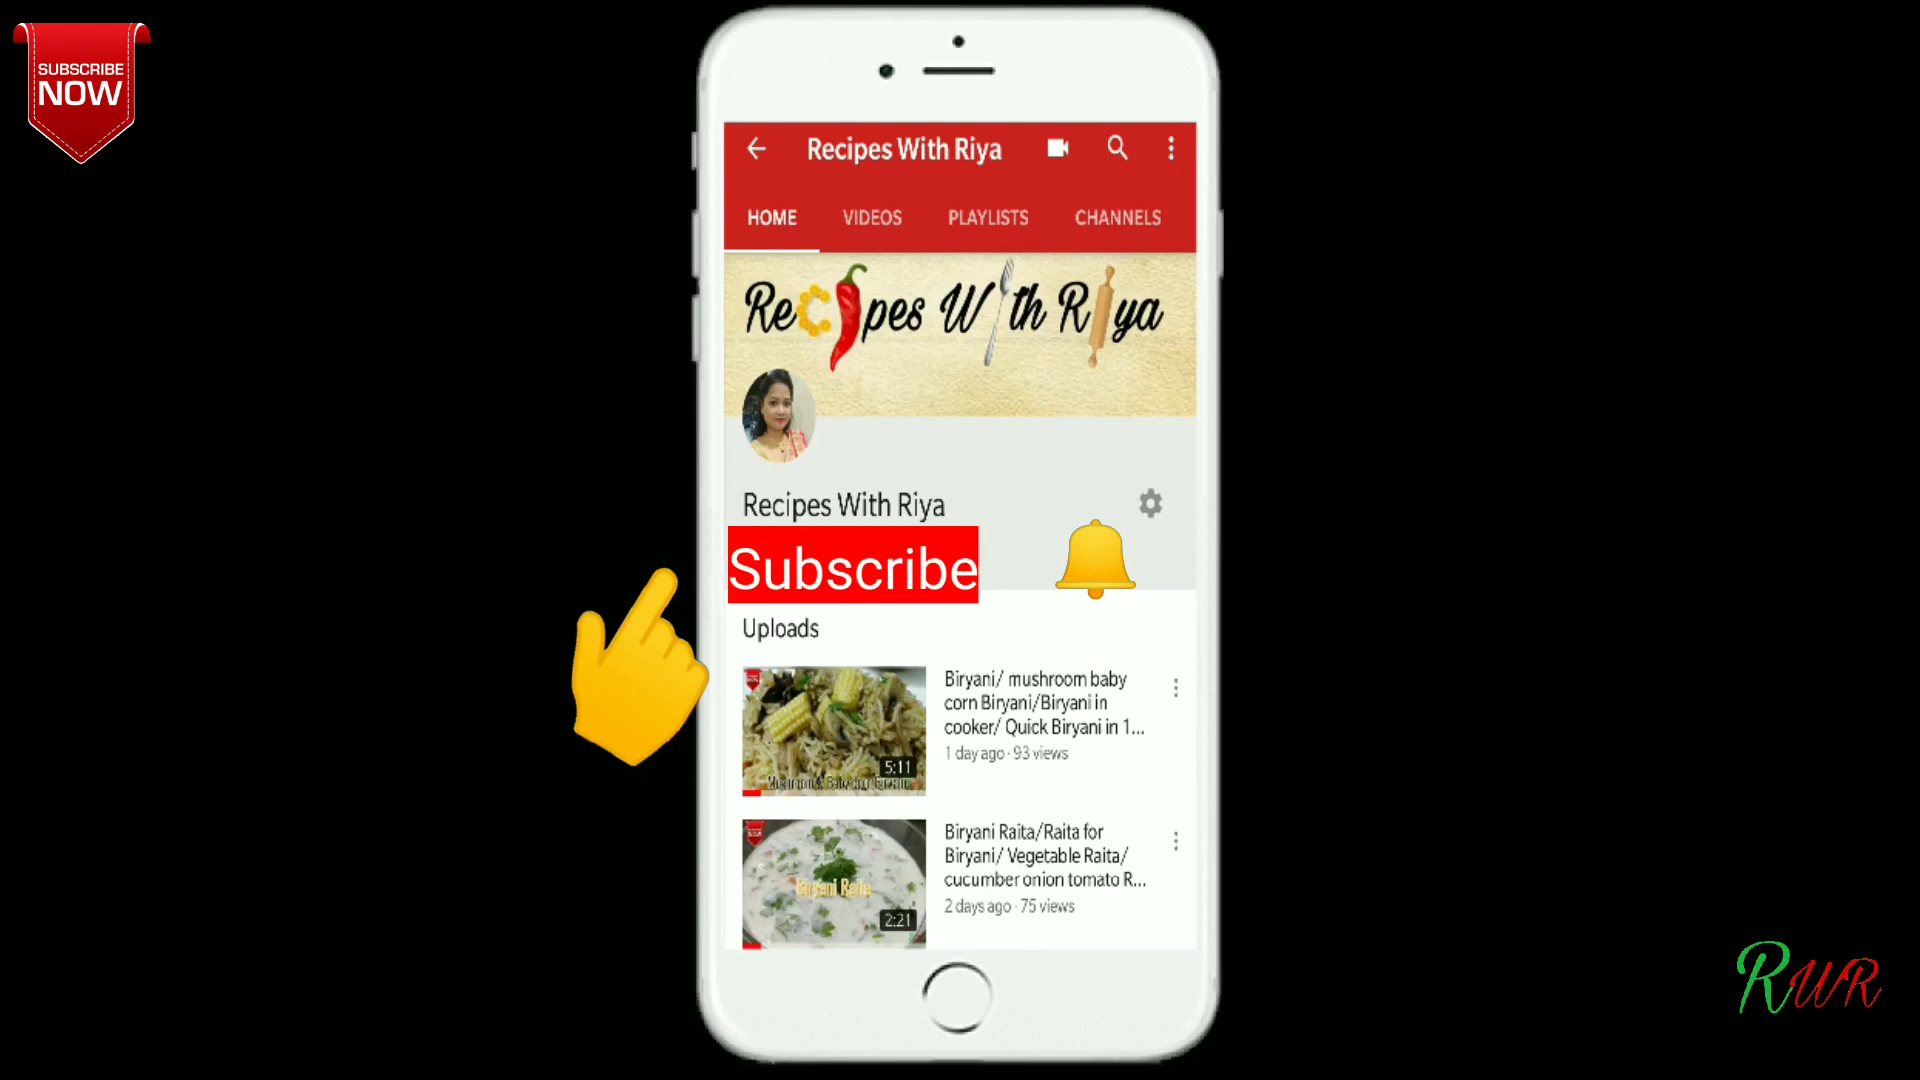 SUBSCRIBE
NOW
Recipes With Riya
HOME VIDEOS PLAYLISTS CHANNELS
Recipes With Riya
Recipes With Riya
Subscribe
Uploads
Biryani/ mushroom baby
corn Biryani/Biryani in
cooker/ Quick Biryani in 1...
1 day ago · 93 views
5:11
Biryani Raita/Raita for
Biryani/ Vegetable Raita/
cucumber onion tomato R...
2 days ago · 75 views
Biryani Raita
2:21
RWR